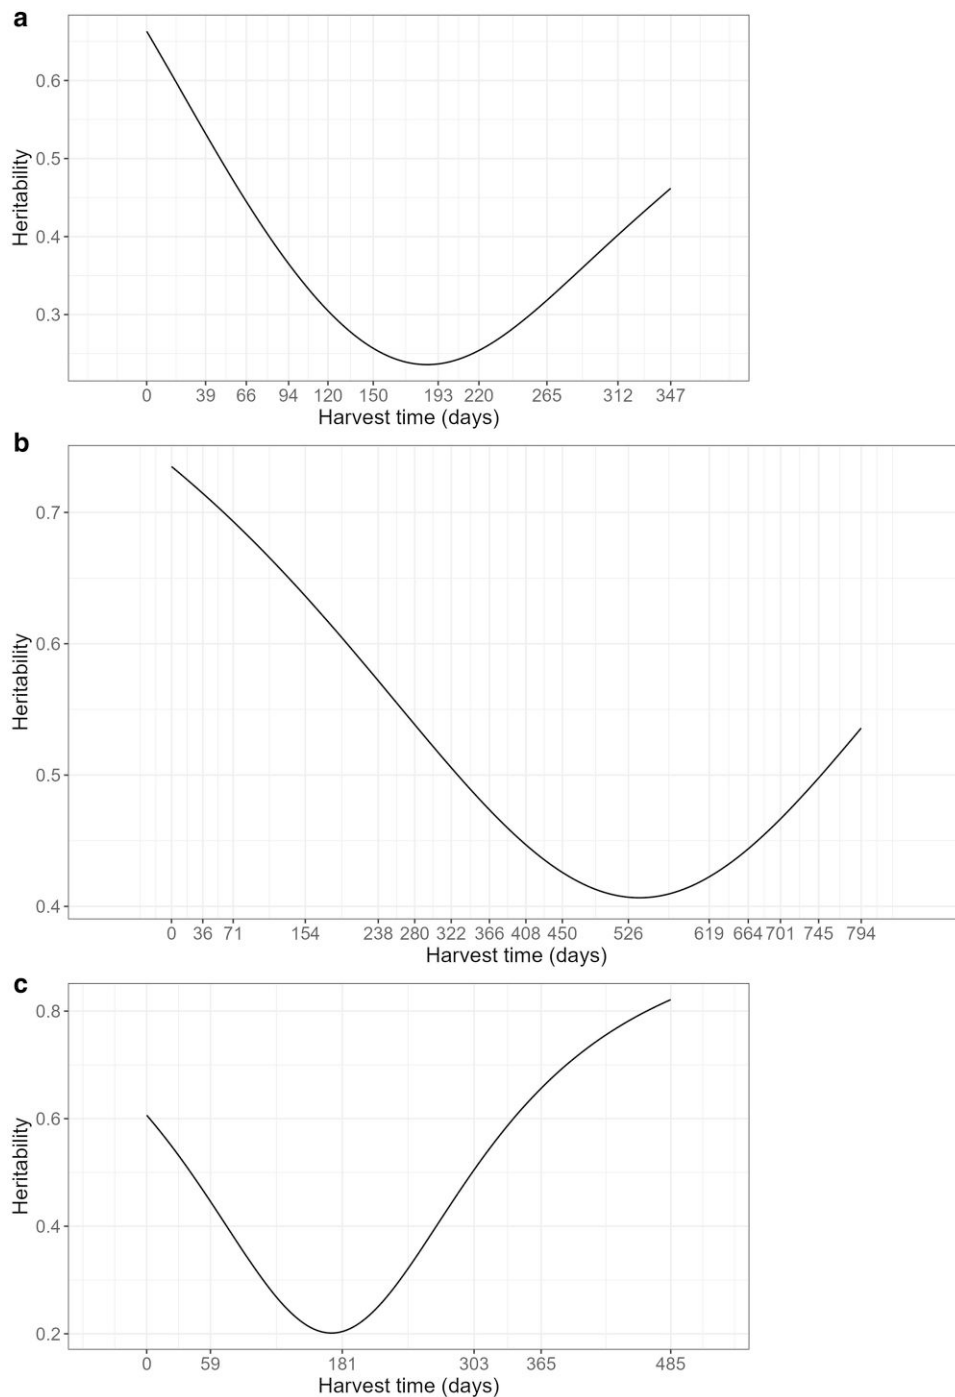 a
Heritability
0.6
0.5
0.4
0.3
0 39 66 94 120 150 193 220 265 312 347
Harvest time (days)
b
Heritability
0.7
0.6
0.5
0.4
0 36 71 154 238 280 322 366 408 450 526 619 664 701 745 794
Harvest time (days)
c
Heritability
0.8
0.6
0.4
0.2
0 59 181 303 365 485
Harvest time (days)